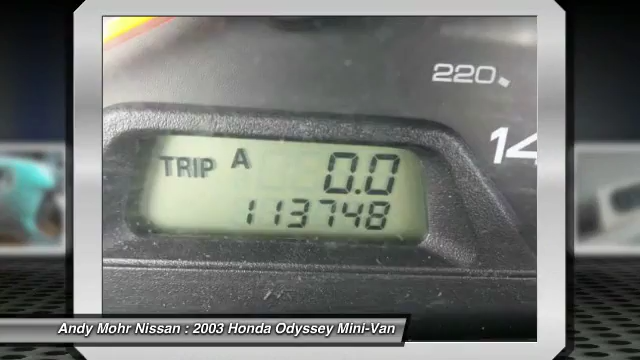 220
14
TRIP A 0.0
113748
Andy Mohr Nissan : 2003 Honda Odyssey Mini-Van